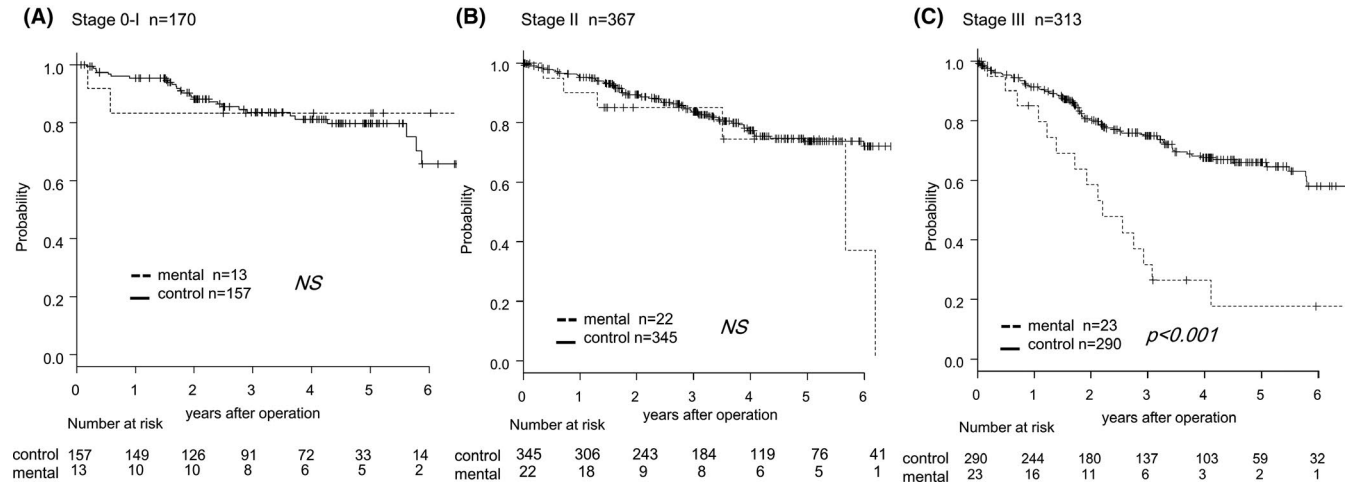 (A) Stage 0-I n=170
1.0
0.8
0.6
0.4
0.2
0.0
Probability
mental n=13
control n=157
NS
0 1 2 3 4 5 6
years after operation
Number at risk
control 157 149 126 91 72 33 14
mental 13 10 10 8 6 5 2
(B) Stage II n=367
1.0
0.8
0.6
0.4
0.2
0.0
Probability
mental n=22
control n=345
NS
0 1 2 3 4 5 6
years after operation
Number at risk
control 345 306 243 184 119 76 41
mental 22 18 9 8 6 5 1
(C) Stage III n=313
1.0
0.8
0.6
0.4
0.2
0.0
Probability
mental n=23
control n=290
p<0.001
0 1 2 3 4 5 6
years after operation
Number at risk
control 290 244 180 137 103 59 32
mental 23 16 11 6 3 2 1